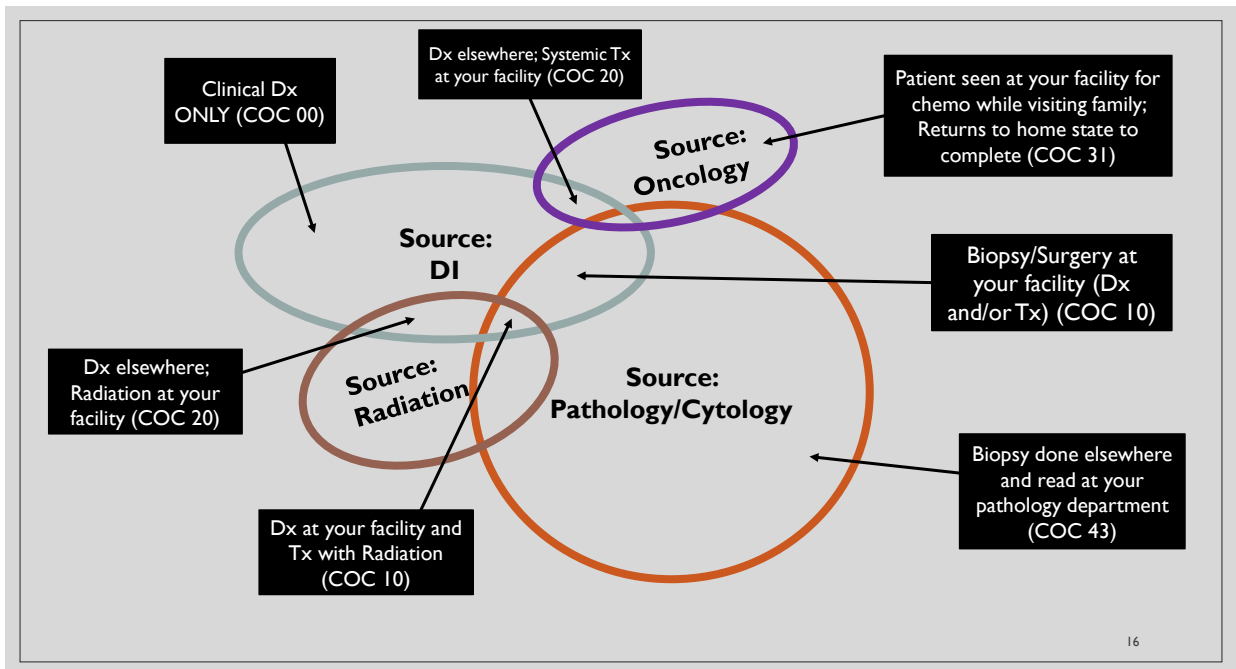 Dx elsewhere; Systemic Tx
at your facility (COC 20)
Clinical Dx
ONLY (COC 00)
Patient seen at your facility for
chemo while visiting family;
Returns to home state to
complete (COC 31)
Source:
Oncology
Source:
DI
Biopsy/Surgery at
your facility (Dx
and/or Tx) (COC 10)
Dx elsewhere;
Radiation at your
facility (COC 20)
Source:
Radiation
Source:
Pathology/Cytology
Biopsy done elsewhere
and read at your
pathology department
(COC 43)
Dx at your facility and
Tx with Radiation
(COC 10)
16